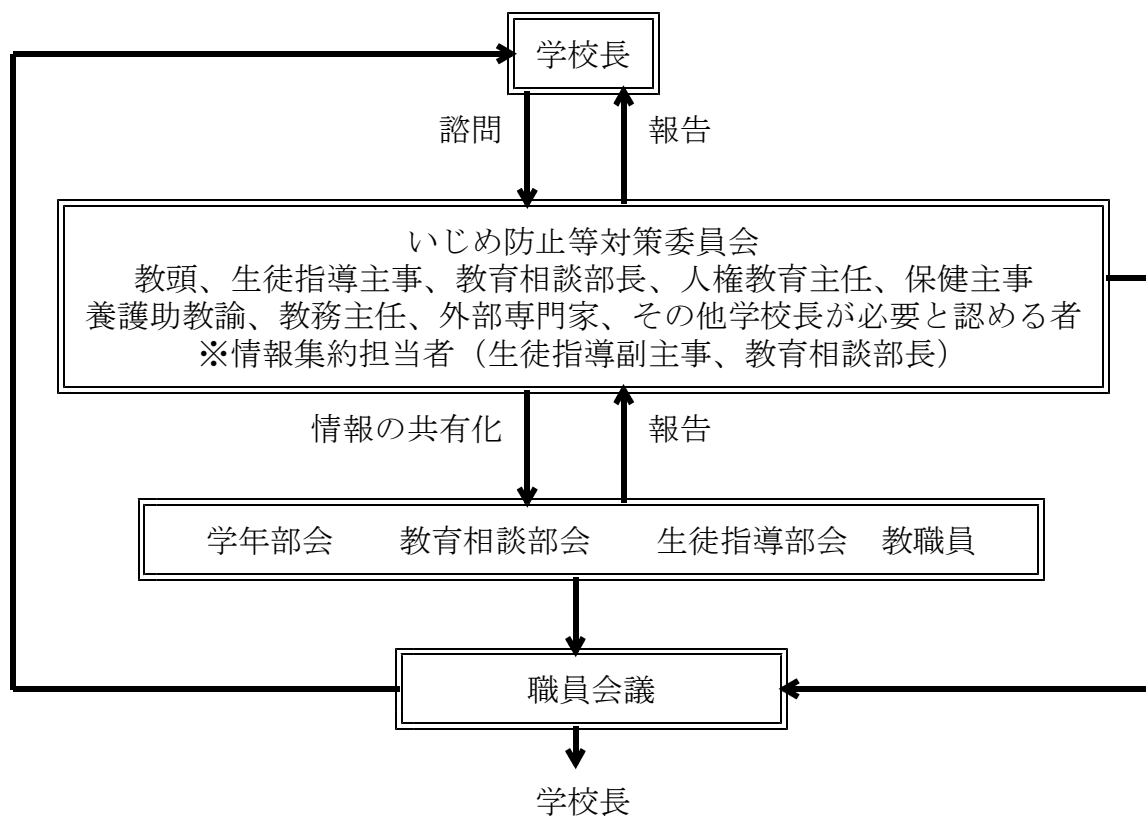 学校長
諮問
報告
いじめ防止等対策委員会
教頭、生徒指導主事、教育相談部長、人権教育主任、保健主事
養護助教諭、教務主任、外部専門家、その他学校長が必要と認める者
※情報集約担当者（生徒指導副主事、教育相談部長）
情報の共有化
報告
学年部会　　教育相談部会　　生徒指導部会　教職員
職員会議
学校長